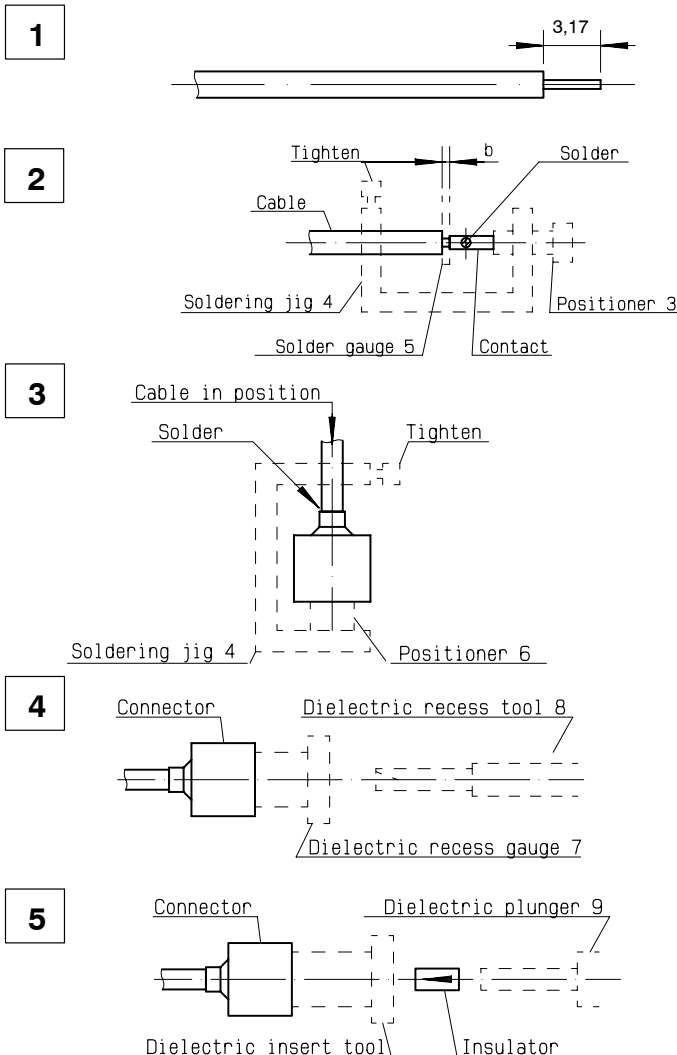 1
3,17
2
Tighten
b
Solder
Cable
Soldering jig 4
Positioner 3
Solder gauge 5
Contact
3
Cable in position
Solder
Tighten
Soldering jig 4
Positioner 6
4
Connector
Dielectric recess tool 8
Dielectric recess gauge 7
5
Connector
Dielectric plunger 9
Dielectric insert tool
Insulator